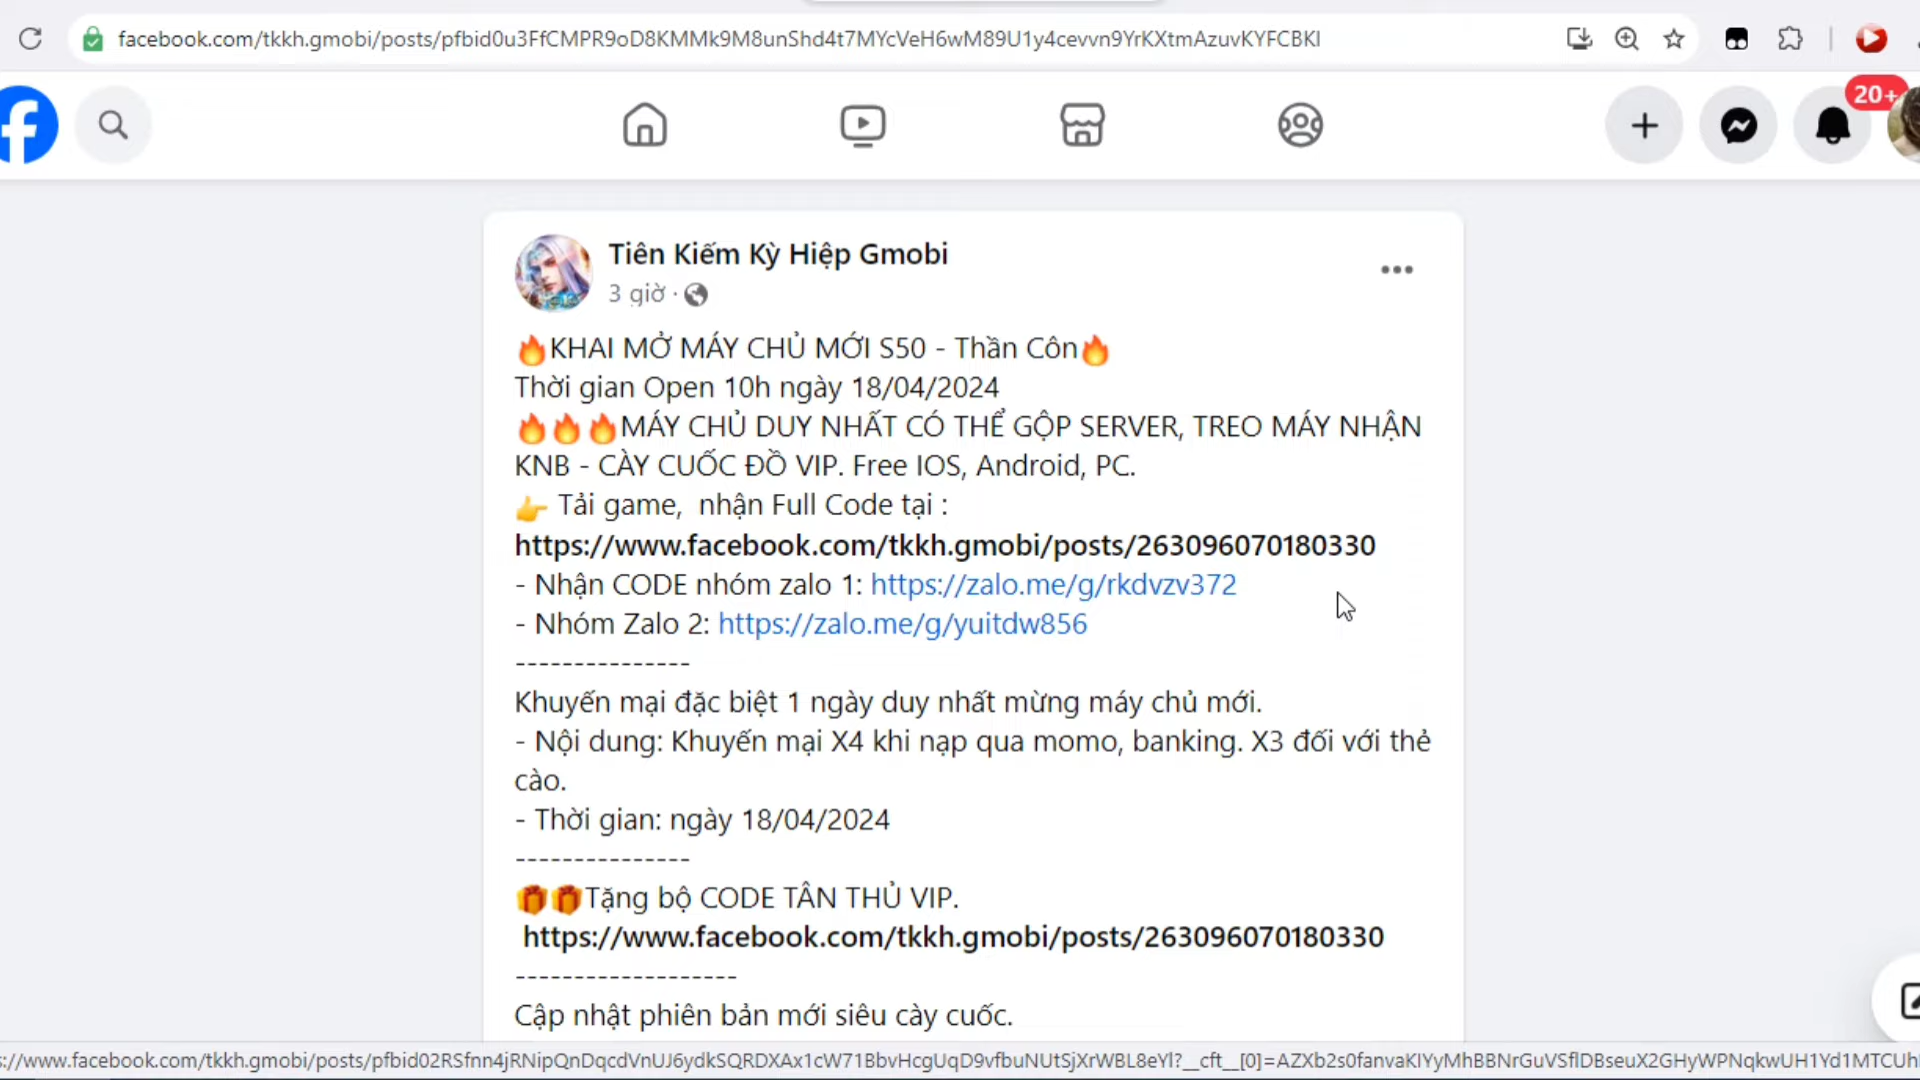 facebook.com/tkkh.gmobi/posts/pfbid0u3FfCMPR9oD8KMMk9M8unShd4t7MYcVeH6wM89U1y4cevvn9YrKXtmAzuvKYFCBKl
20+
Tiên Kiếm Kỳ Hiệp Gmobi
3 giờ ·
🔥KHAI MỞ MÁY CHỦ MỚI S50 - Thần Côn🔥
Thời gian Open 10h ngày 18/04/2024
🔥🔥🔥MÁY CHỦ DUY NHẤT CÓ THỂ GỘP SERVER, TREO MÁY NHẬN
KNB - CÀY CUỐC ĐỒ VIP. Free IOS, Android, PC.
👉 Tải game, nhận Full Code tại :
https://www.facebook.com/tkkh.gmobi/posts/263096070180330
- Nhận CODE nhóm zalo 1: https://zalo.me/g/rkdvzv372
- Nhóm Zalo 2: https://zalo.me/g/yuitdw856
---------------
Khuyến mại đặc biệt 1 ngày duy nhất mừng máy chủ mới.
- Nội dung: Khuyến mại X4 khi nạp qua momo, banking. X3 đối với thẻ
cào.
- Thời gian: ngày 18/04/2024
---------------
🎁🎁Tặng bộ CODE TÂN THỦ VIP.
https://www.facebook.com/tkkh.gmobi/posts/263096070180330
-------------------
Cập nhật phiên bản mới siêu cày cuốc.
s://www.facebook.com/tkkh.gmobi/posts/pfbid02RSfnn4jRNipQnDqcdVnUJ6ydkSQRDXAx1cW71BbvHcgUqD9vfbuNUtSjXrWBL8eYl?__cft__[0]=AZXb2s0fanvaKIYyMhBBNrGuVSflDBseuX2GHyWPNqkwUH1Yd1MTCUh